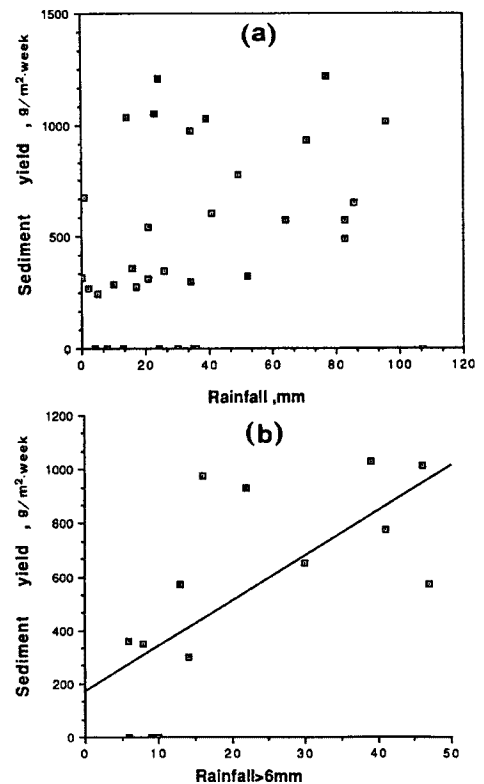 (a)
1500
1000
500
0
Sediment yield , g/m²·week
0 20 40 60 80 100 120
Rainfall ,mm
(b)
1200
1000
800
600
400
200
0
Sediment yield , g/m²·week
0 10 20 30 40 50
Rainfall>6mm